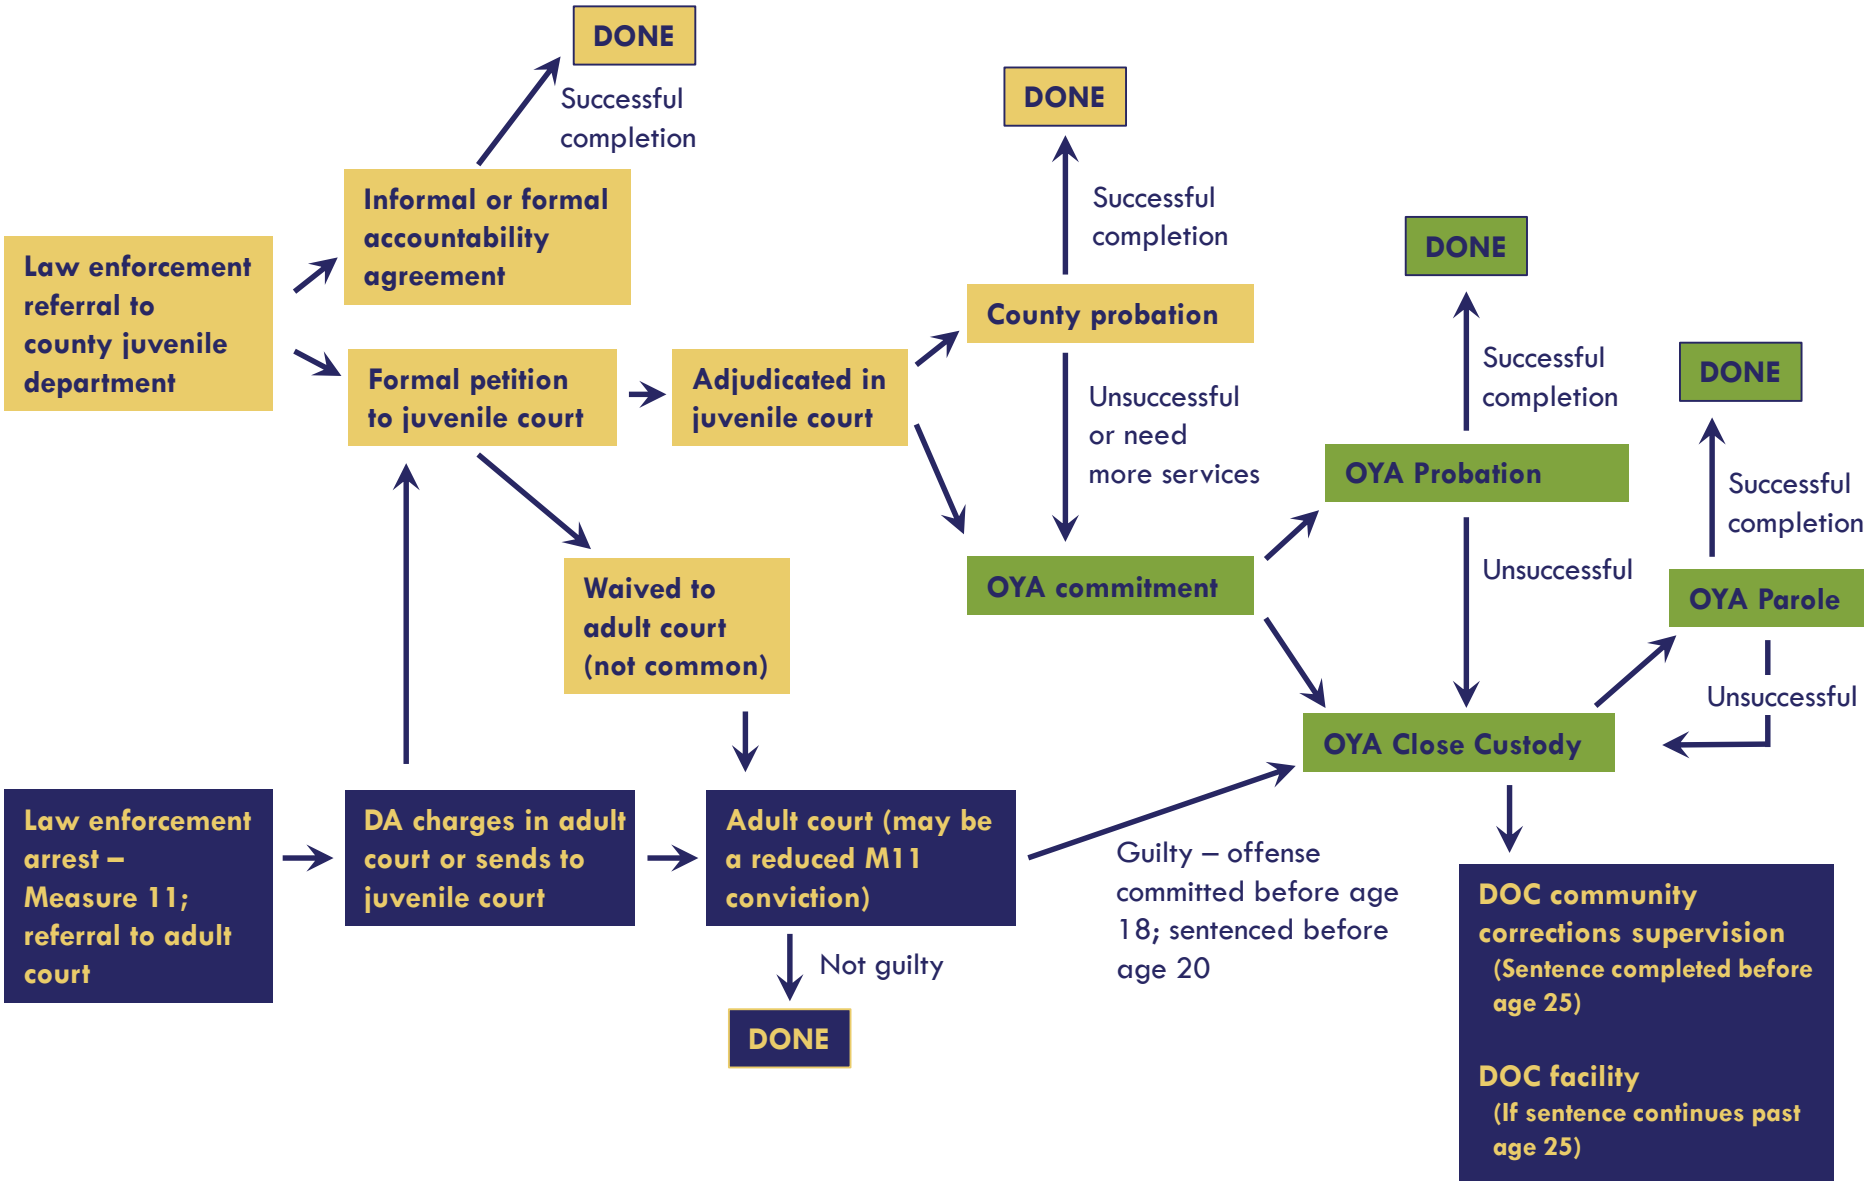 DONE
Successful
completion
DONE
Informal or formal
accountability
agreement
Successful
completion
DONE
Law enforcement
referral to
county juvenile
department
County probation
Successful
completion
DONE
Formal petition
to juvenile court
Adjudicated in
juvenile court
Unsuccessful
or need
more services
OYA Probation
Successful
completion
Waived to
adult court
(not common)
OYA commitment
Unsuccessful
OYA Parole
Unsuccessful
OYA Close Custody
Law enforcement
arrest –
Measure 11;
referral to adult
court
DA charges in adult
court or sends to
juvenile court
Adult court (may be
a reduced M11
conviction)
Guilty – offense
committed before age
18; sentenced before
age 20
Not guilty
DONE
DOC community
corrections supervision
(Sentence completed before
age 25)
DOC facility
(If sentence continues past
age 25)